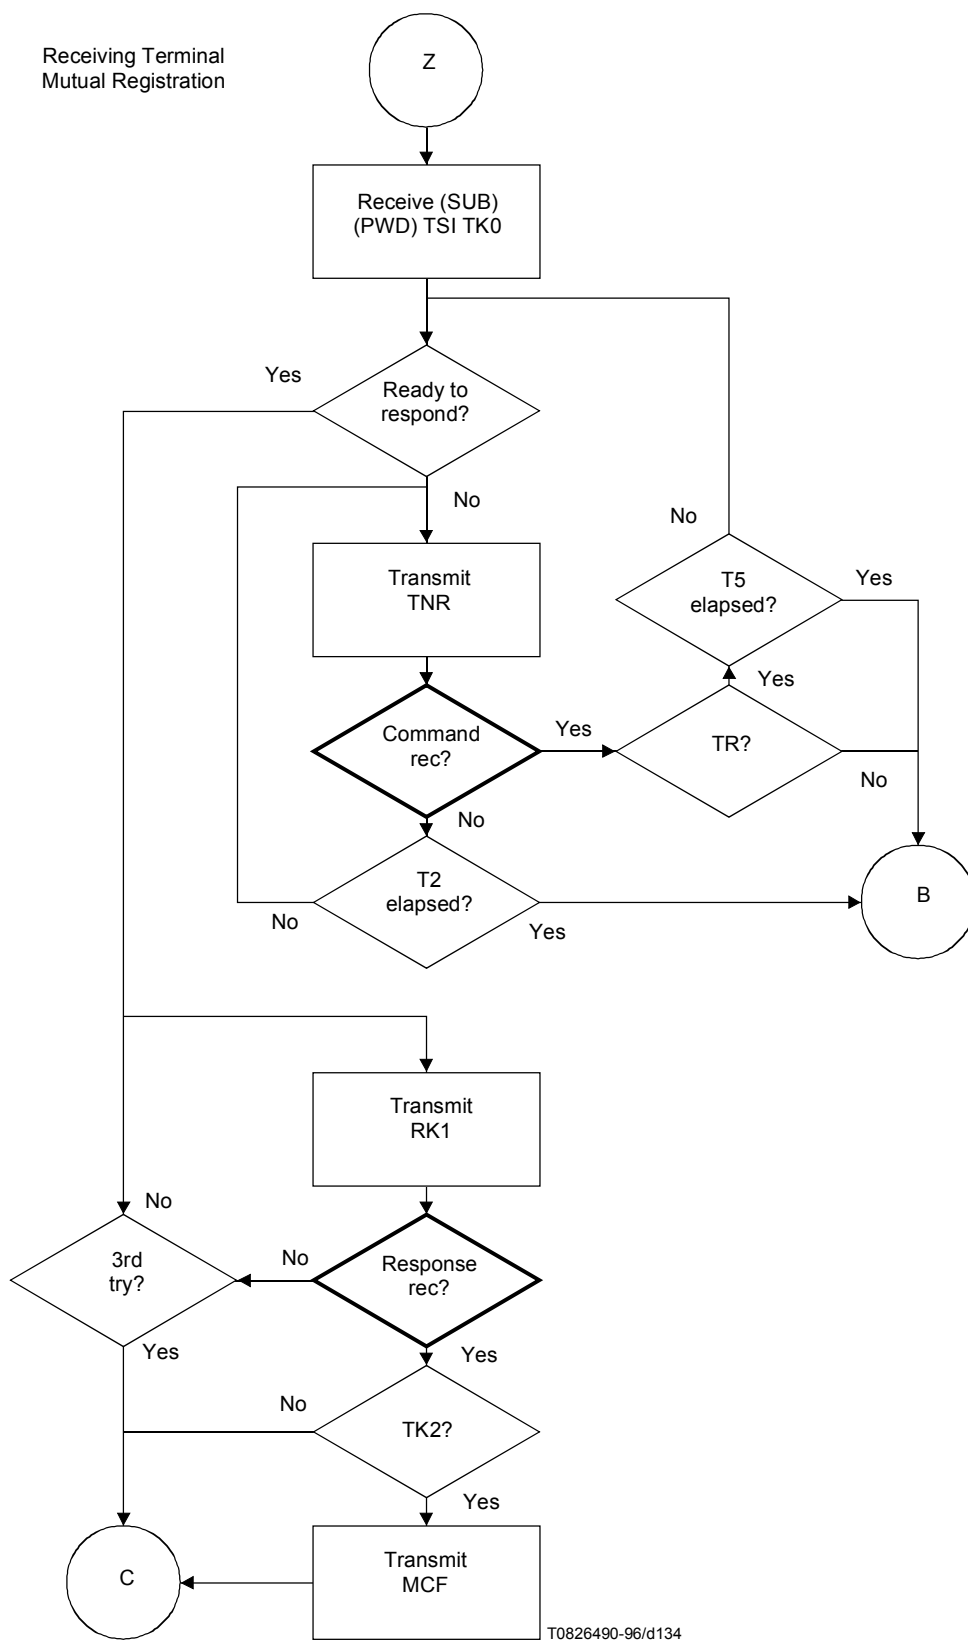 Receiving Terminal
Mutual Registration
Z
Receive (SUB)
(PWD) TSI TK0
Yes
Ready to
respond?
No
No
Transmit
TNR
T5
elapsed?
Yes
Yes
Command
rec?
Yes
TR?
No
No
T2
elapsed?
No
Yes
B
Transmit
RK1
No
3rd
try?
No
Response
rec?
Yes
Yes
No
TK2?
Yes
C
Transmit
MCF
T0826490-96/d134